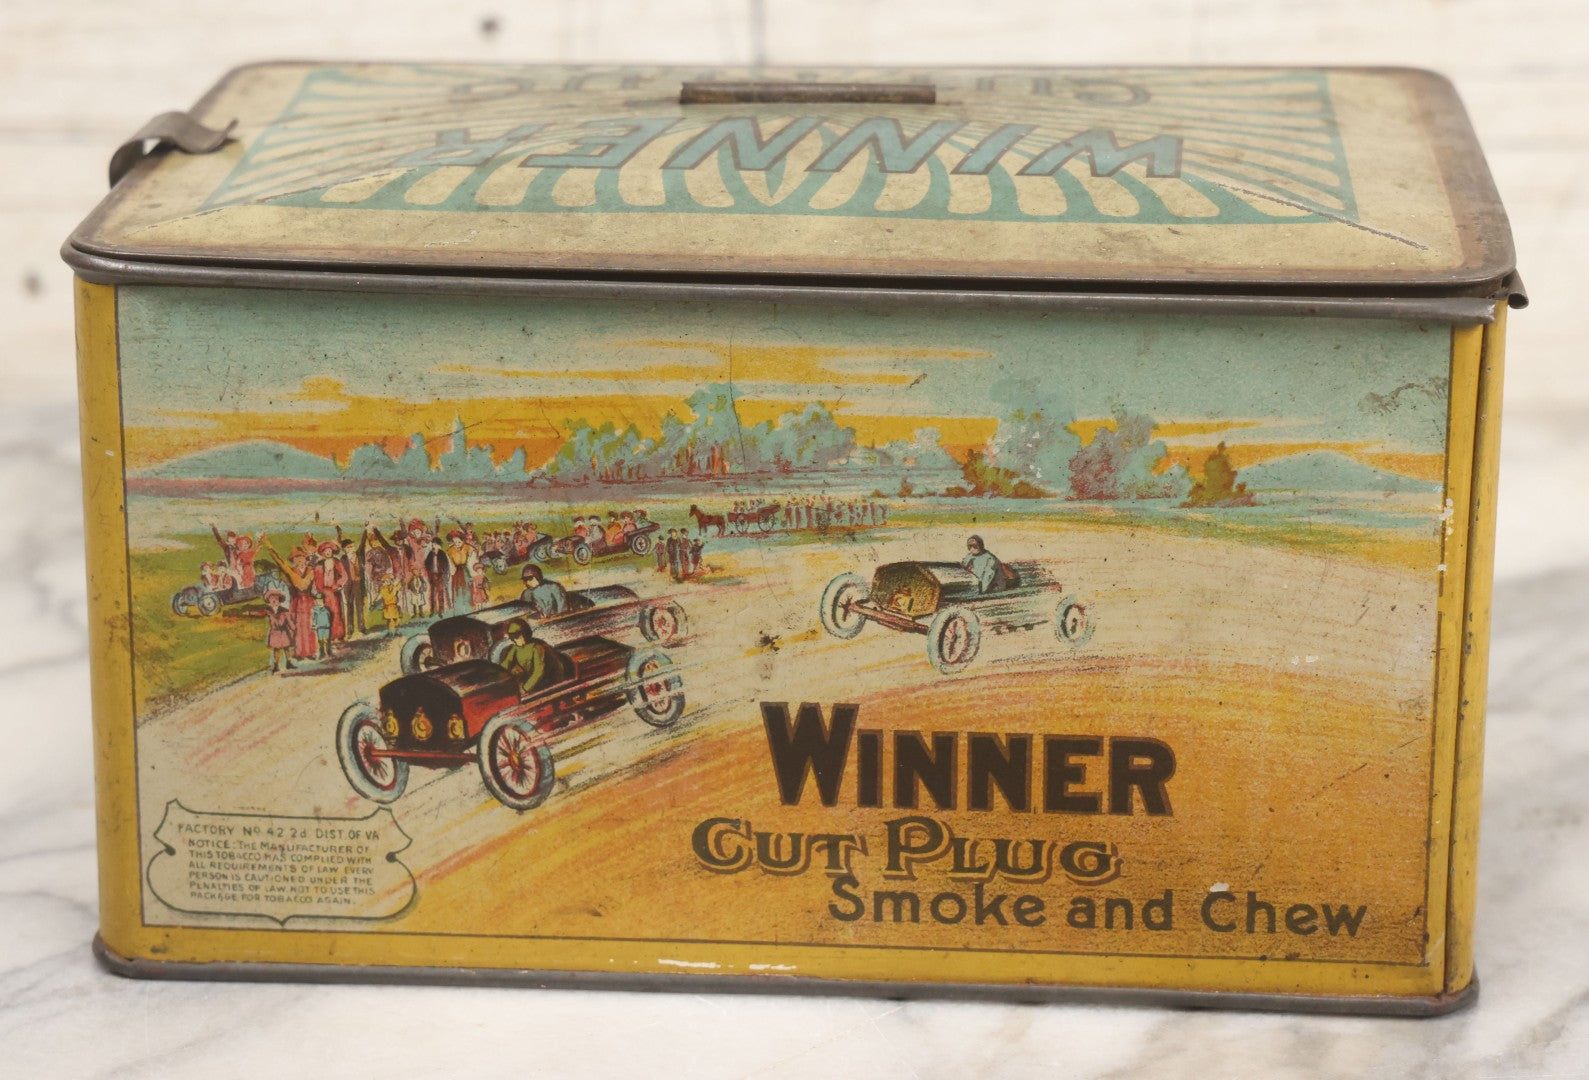 CUT PLUG
WINNER
WINNER
CUT PLUG
Smoke and Chew
FACTORY No 42 2d DIST. OF VA
NOTICE: THE MANUFACTURER OF
THIS TOBACCO HAS COMPLIED WITH
ALL REQUIREMENTS OF LAW. EVERY
PERSON IS CAUTIONED UNDER THE
PENALTIES OF LAW, NOT TO USE THIS
PACKAGE FOR TOBACCO AGAIN.